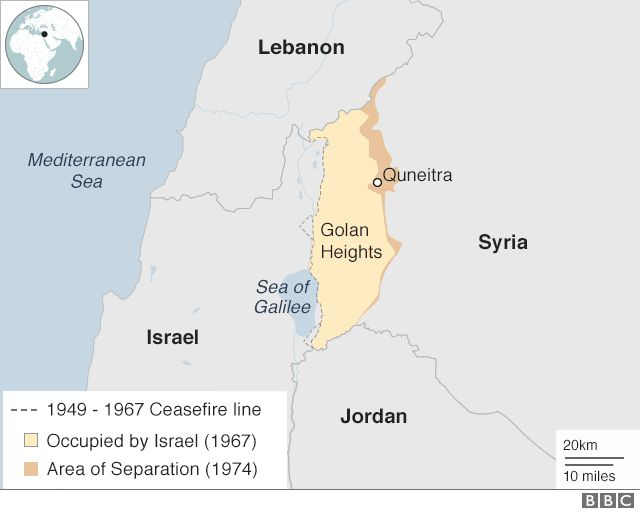 Lebanon
Mediterranean
Sea
Quneitra
Golan
Heights
Syria
Sea of
Galilee
Israel
Jordan
1949 - 1967 Ceasefire line
Occupied by Israel (1967)
Area of Separation (1974)
20km
10 miles
BBC